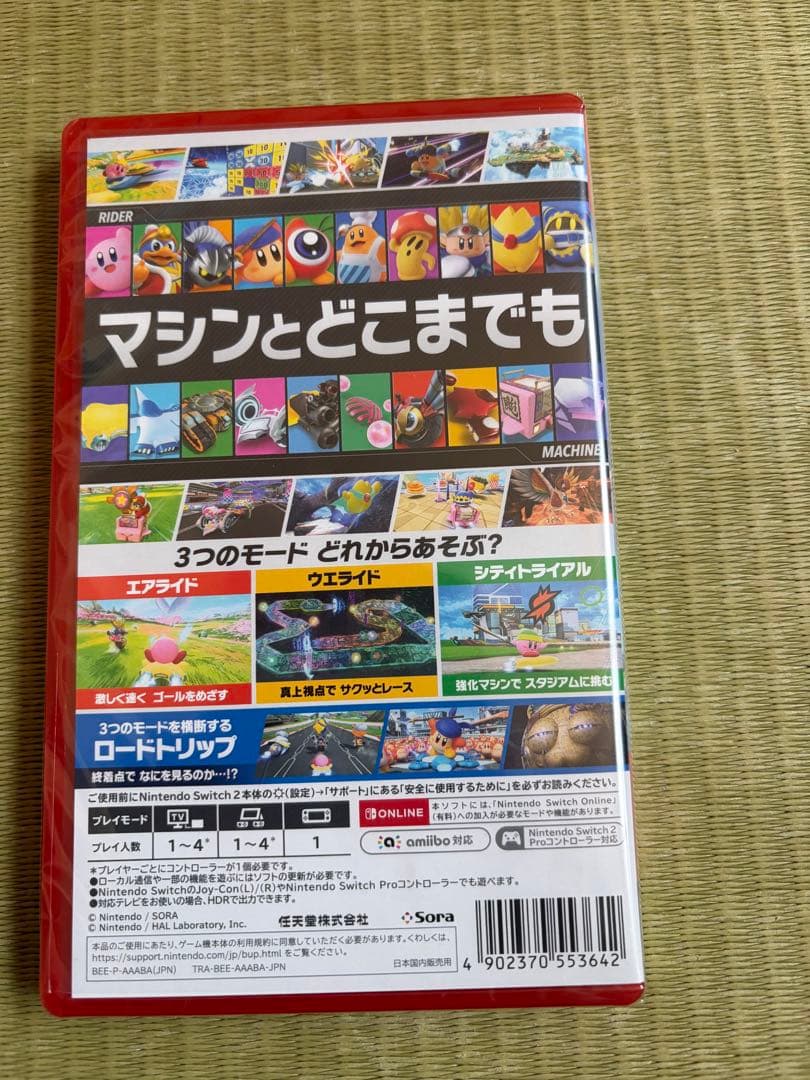 RIDER
マシンとどこまでも
MACHINE
3つのモード どれからあそぶ?
エアライド
ウエライド
シティトライアル
激しく速く ゴールをめざす
真上視点で サクッとレース
強化マシンで スタジアムに挑む
3つのモードを横断する
ロードトリップ
終着点で なにを見るのか…!?
ご使用前にNintendo Switch 2 本体の(設定)→「サポート」にある「安全に使用するために」を必ずお読みください。
プレイモード
TV
プレイ人数
1～4*
1～4*
1
ONLINE
本ソフトには、「Nintendo Switch Online」
(有料)への加入が必要なモードや機能があります。
amiibo 対応
Nintendo Switch 2
Proコントローラー対応
*プレイヤーごとにコントローラーが1個必要です。
●ローカル通信や一部の機能を遊ぶにはソフトの更新が必要です。
●Nintendo SwitchのJoy-Con(L)/(R)やNintendo Switch Proコントローラーでも遊べます。
●対応テレビをお使いの場合、HDRで出力できます。
© Nintendo / SORA
© Nintendo / HAL Laboratory, Inc.
任天堂株式会社
Sora
本品のご使用にあたり、ゲーム機本体の利用規約に同意していただく必要があります。くわしくは、
https://support.nintendo.com/jp/bup.html をご覧ください。
BEE-P-AAABA(JPN) TRA-BEE-AAABA-JPN
日本国内販売用
4 902370 553642